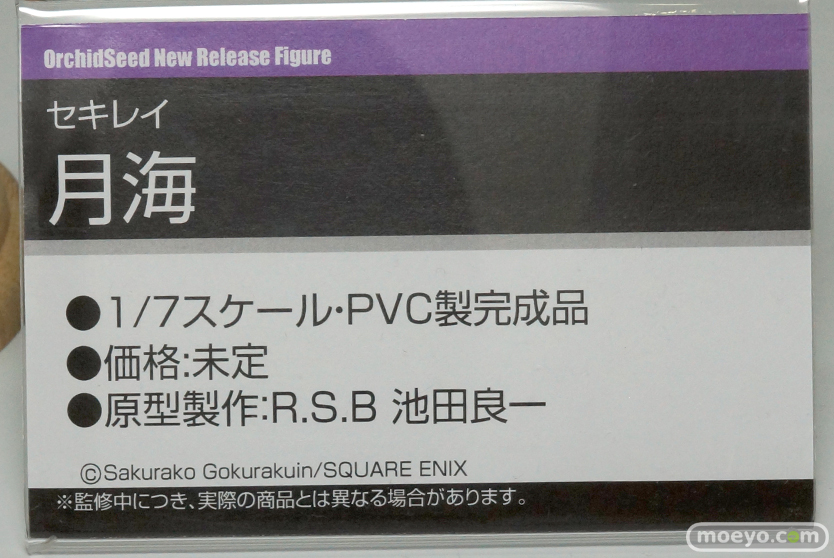 OrchidSeed New Release Figure
セキレイ
月海
●1/7スケール・PVC製完成品
●価格:未定
●原型製作:R.S.B 池田良一
©Sakurako Gokurakuin/SQUARE ENIX
※監修中につき、実際の商品とは異なる場合があります。
moeyo.com